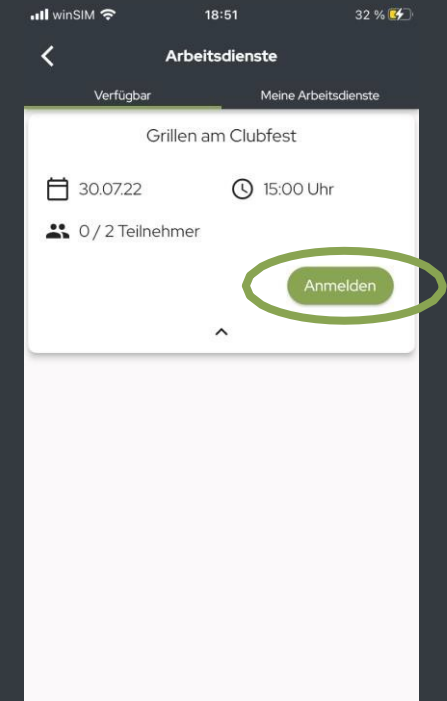 winSIM 18:51 32 %
Arbeitsdienste
Verfügbar Meine Arbeitsdienste
Grillen am Clubfest
30.07.22 15:00 Uhr
0 / 2 Teilnehmer
Anmelden